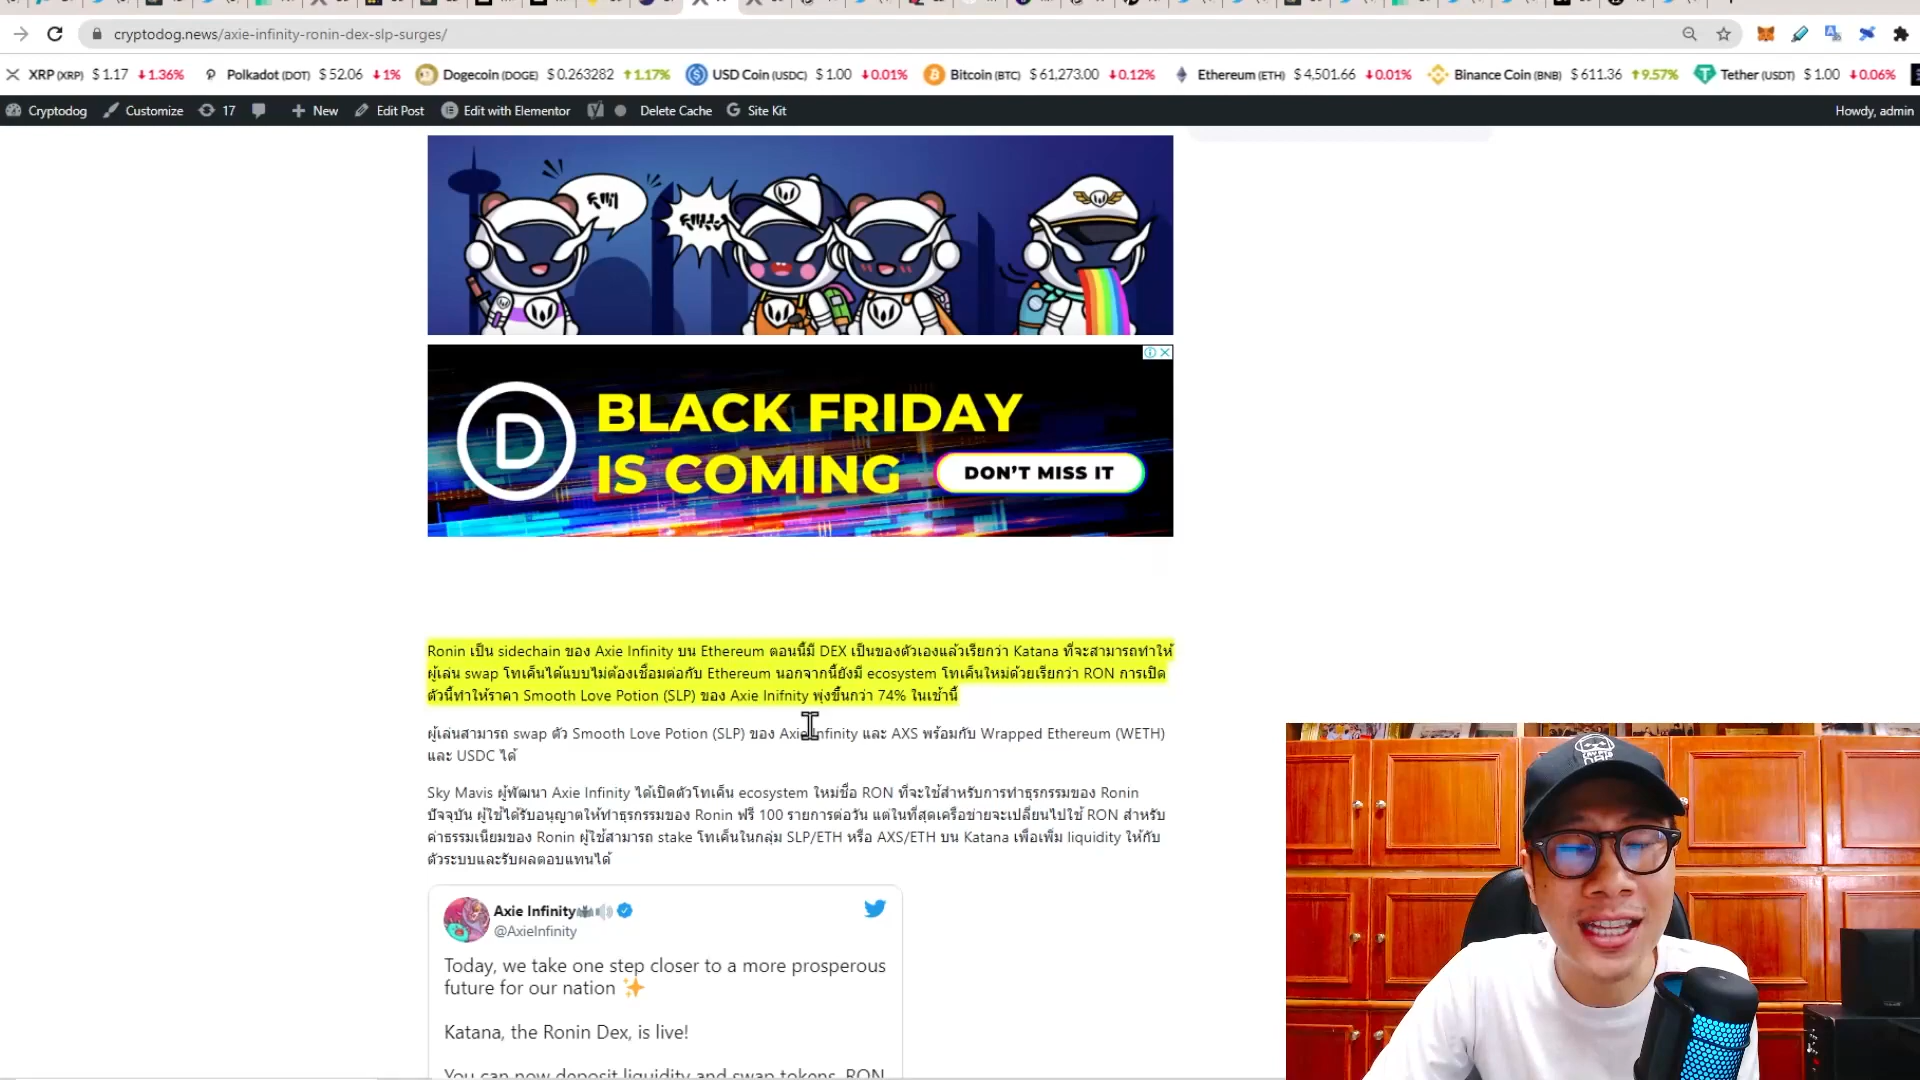 cryptodog.news/axie-infinity-ronin-dex-slp-surges/
XRP (XRP) $ 1.17 ↓1.36% Polkadot (DOT) $ 52.06 ↓1% Dogecoin (DOGE) $ 0.263282 ↑1.17% USD Coin (USDC) $ 1.00 ↓0.01% Bitcoin (BTC) $ 61,273.00 ↓0.12% Ethereum (ETH) $ 4,501.66 ↓0.01% Binance Coin (BNB) $ 611.36 ↑9.57% Tether (USDT) $ 1.00 ↓0.06%
Cryptodog Customize 17 New Edit Post Edit with Elementor Delete Cache Site Kit Howdy, admin
D BLACK FRIDAY
IS COMING DON'T MISS IT
Ronin เป็น sidechain ของ Axie Infinity บน Ethereum ตอนนี้มี DEX เป็นของตัวเองแล้วเรียกว่า Katana ที่จะสามารถทำให้
ผู้เล่น swap โทเค็นได้แบบไม่ต้องเชื่อมต่อกับ Ethereum นอกจากนี้ยังมี ecosystem โทเค็นใหม่ด้วยเรียกว่า RON การเปิด
ตัวนี้ทำให้ราคา Smooth Love Potion (SLP) ของ Axie Inifnity พุ่งขึ้นกว่า 74% ในเช้านี้
ผู้เล่นสามารถ swap ตัว Smooth Love Potion (SLP) ของ Axie Infinity และ AXS พร้อมกับ Wrapped Ethereum (WETH)
และ USDC ได้
Sky Mavis ผู้พัฒนา Axie Infinity ได้เปิดตัวโทเค็น ecosystem ใหม่ชื่อ RON ที่จะใช้สำหรับการทำธุรกรรมของ Ronin
ปัจจุบัน ผู้ใช้ได้รับอนุญาตให้ทำธุรกรรมของ Ronin ฟรี 100 รายการต่อวัน แต่ในที่สุดเครือข่ายจะเปลี่ยนไปใช้ RON สำหรับ
ค่าธรรมเนียมของ Ronin ผู้ใช้สามารถ stake โทเค็นในกลุ่ม SLP/ETH หรือ AXS/ETH บน Katana เพื่อเพิ่ม liquidity ให้กับ
ตัวระบบและรับผลตอบแทนได้
Axie Infinity
@AxieInfinity
Today, we take one step closer to a more prosperous
future for our nation ✨
Katana, the Ronin Dex, is live!
You can now deposit liquidity and swap tokens. RON